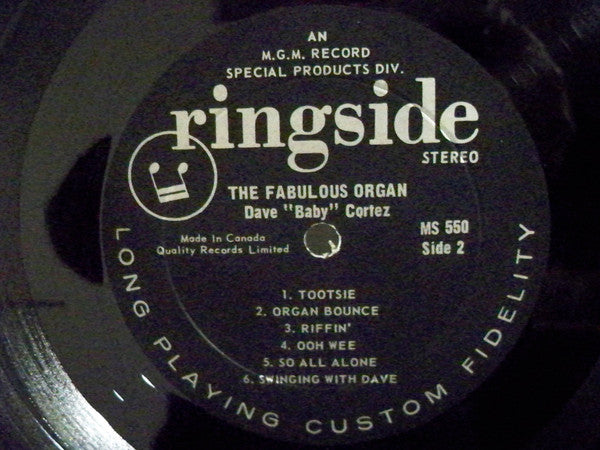 AN
M.G.M. RECORD
SPECIAL PRODUCTS DIV.
ringside
STEREO
THE FABULOUS ORGAN
Dave "Baby" Cortez
Made In Canada
Quality Records Limited
MS 550
Side 2
1. TOOTSIE
2. ORGAN BOUNCE
3. RIFFIN'
4. OOH WEE
5. SO ALL ALONE
6. SWINGING WITH DAVE
LONG PLAYING CUSTOM FIDELITY